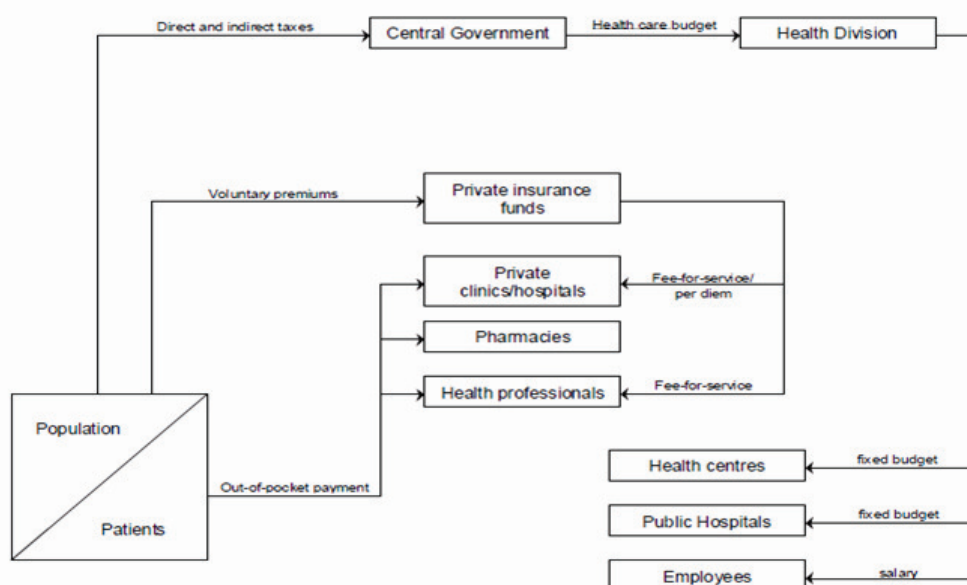 Direct and indirect taxes
Central Government
Health care budget
Health Division
Voluntary premiums
Private insurance
funds
Private
clinics/hospitals
Fee-for-service/
per diem
Pharmacies
Health professionals
Fee-for-service
Population
Patients
Out-of-pocket payment
Health centres
fixed budget
Public Hospitals
fixed budget
Employees
salary